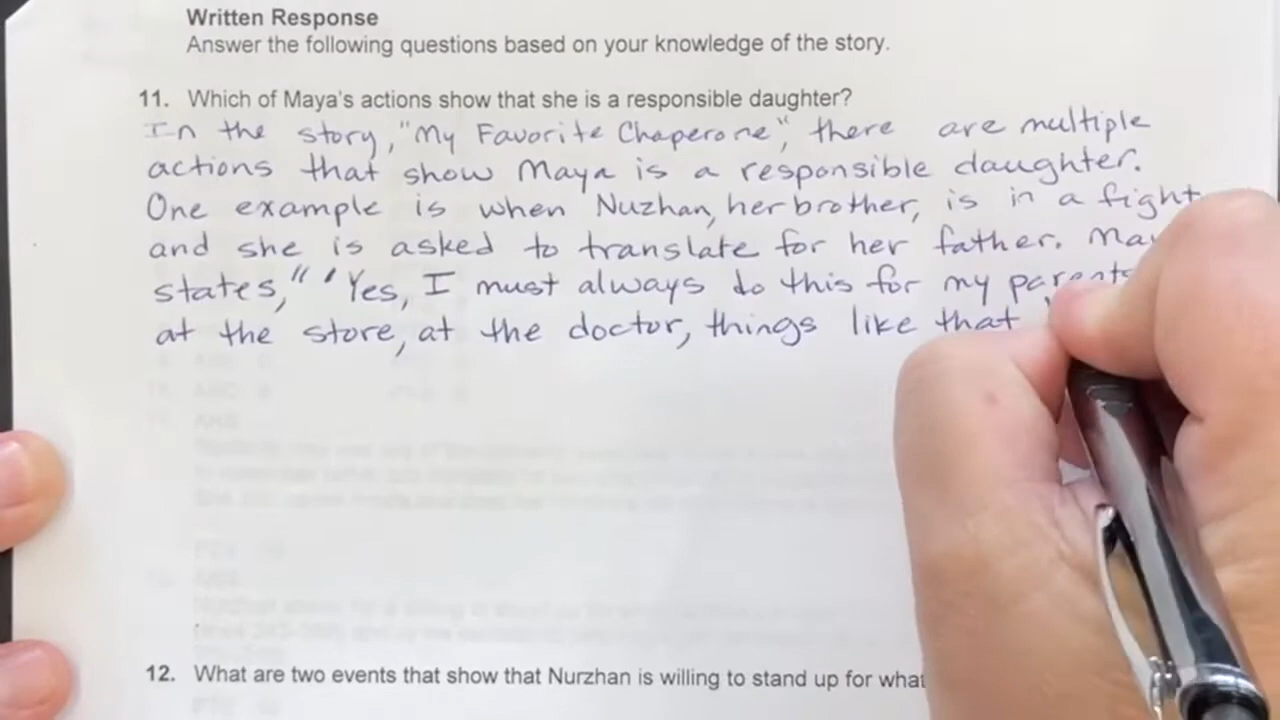 Written Response
Answer the following questions based on your knowledge of the story.
11. Which of Maya's actions show that she is a responsible daughter?
In the story, "My Favorite Chaperone", there are multiple
actions that show Maya is a responsible daughter.
One example is when Nuzhan, her brother, is in a fight
and she is asked to translate for her father.
states, "'Yes, I must always do this for my parents
at the store, at the doctor, things like that
12. What are two events that show that Nurzhan is willing to stand up for what